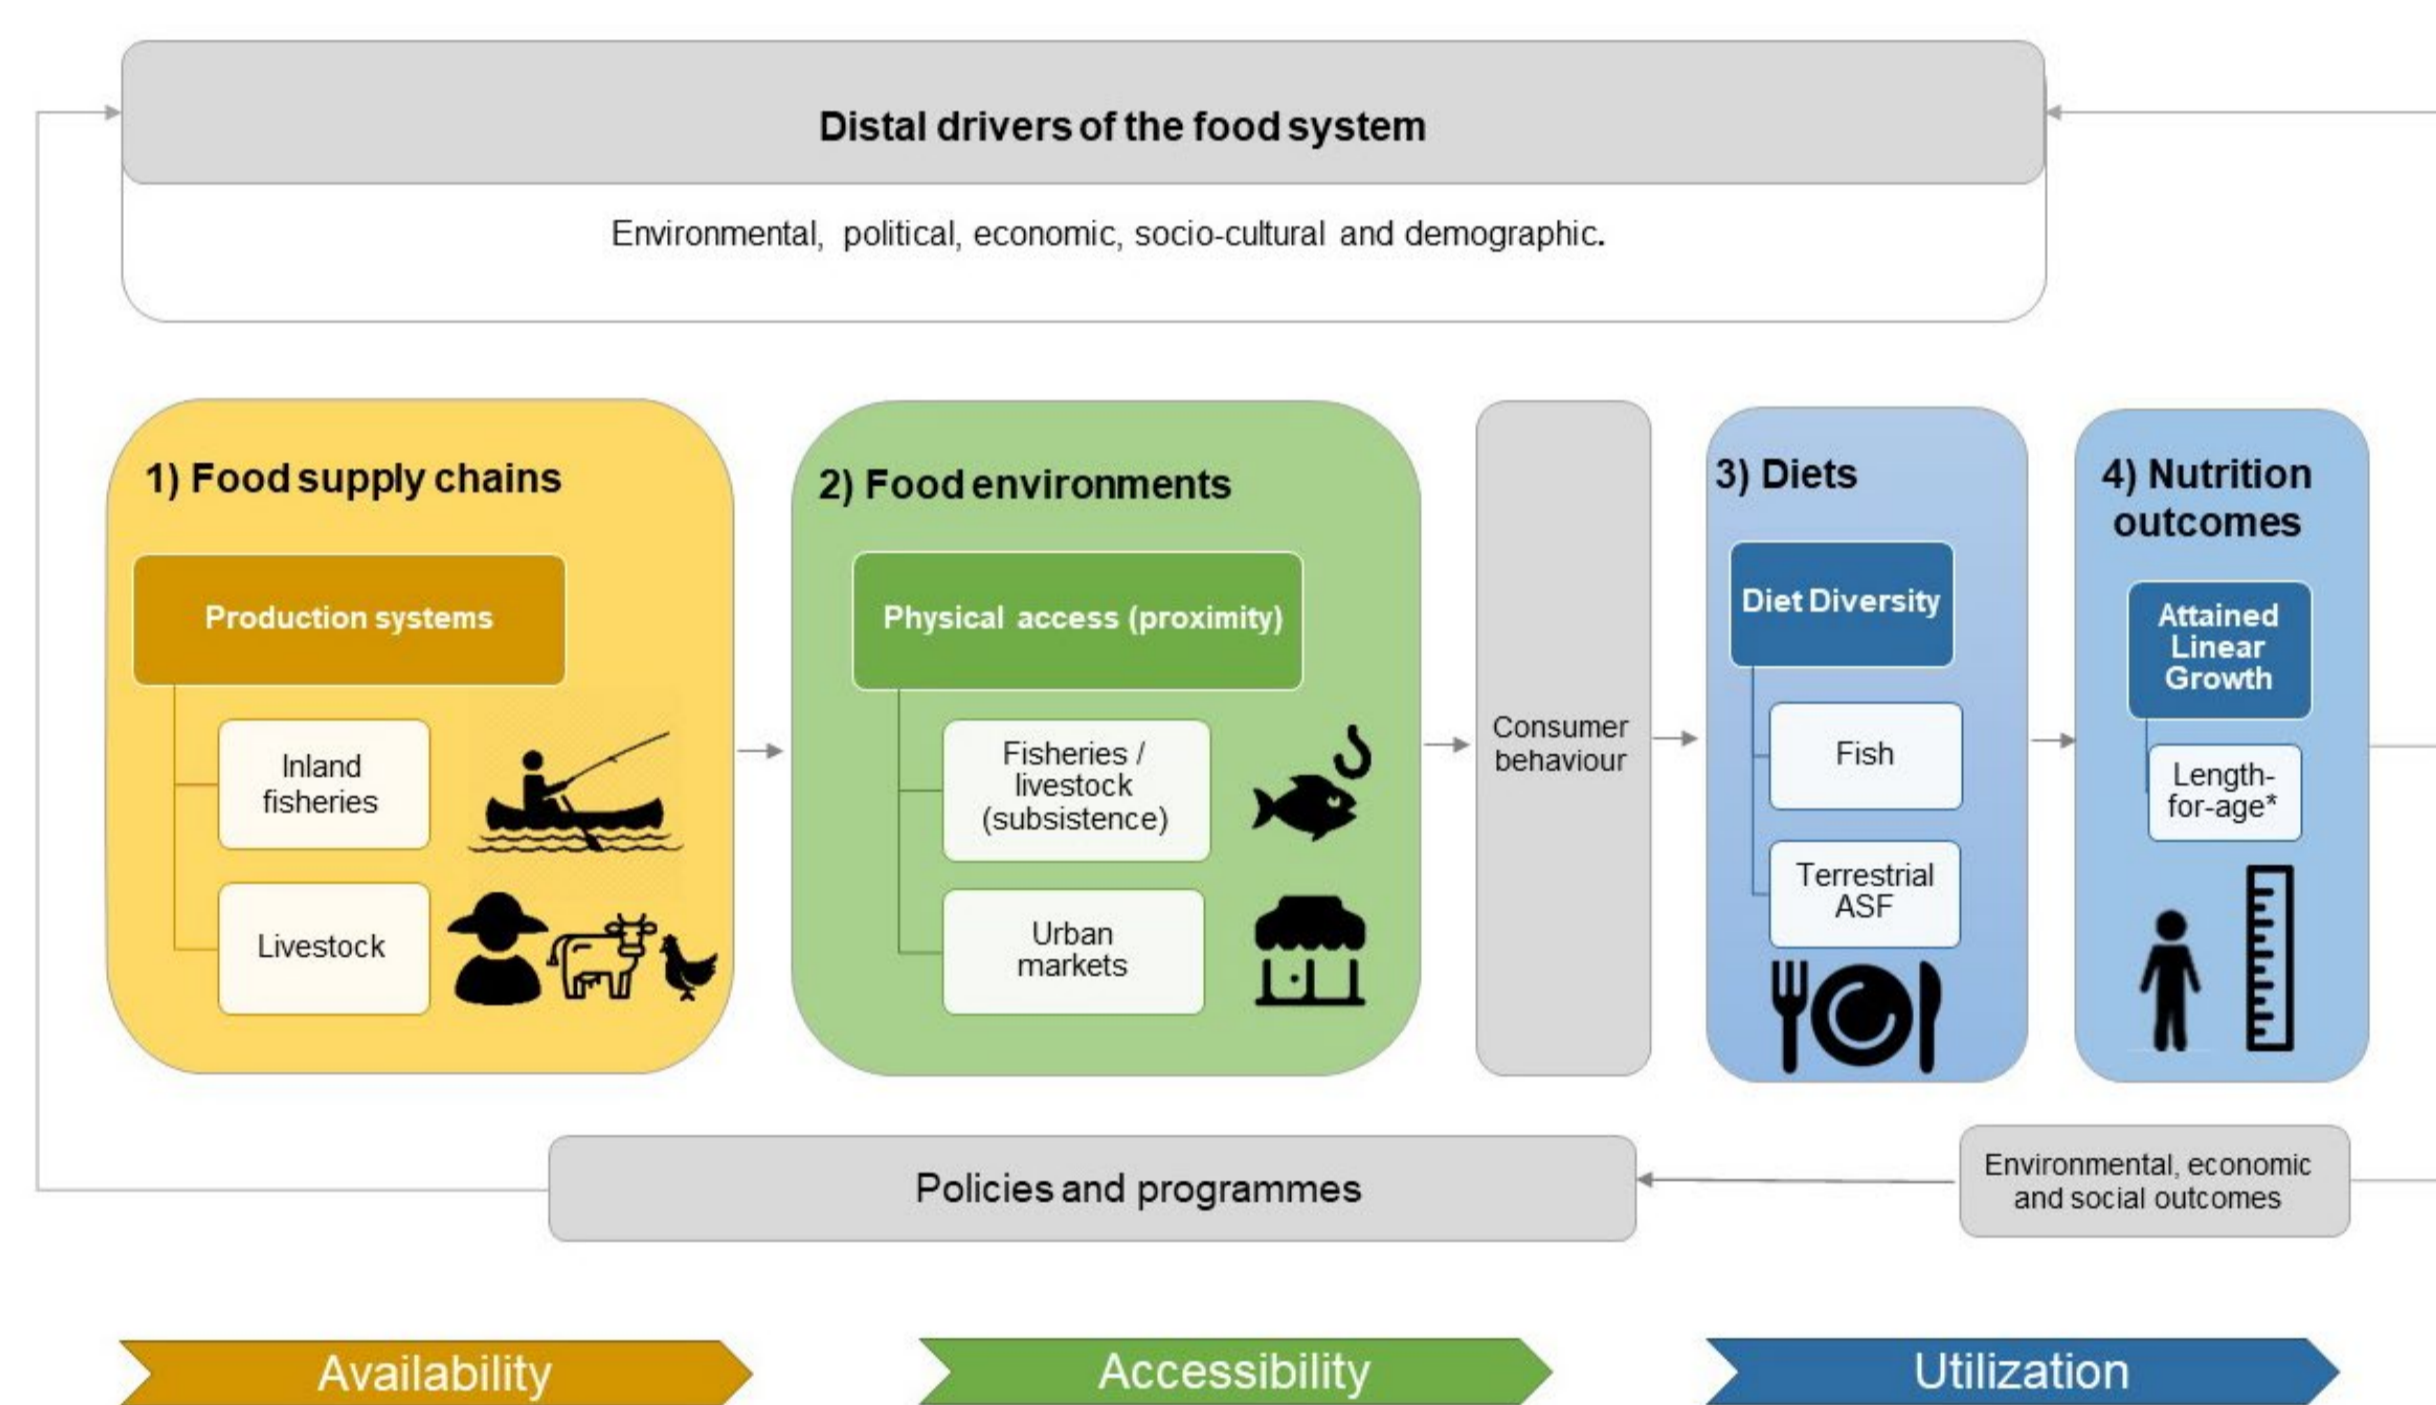 Distal drivers of the food system
Environmental, political, economic, socio-cultural and demographic.
1) Food supply chains
Production systems
Inland
fisheries
Livestock
2) Food environments
Physical access (proximity)
Fisheries /
livestock
(subsistence)
Urban
markets
Consumer
behaviour
3) Diets
Diet Diversity
Fish
Terrestrial
ASF
4) Nutrition
outcomes
Attained
Linear
Growth
Length-
for-age*
Policies and programmes
Environmental, economic
and social outcomes
Availability
Accessibility
Utilization